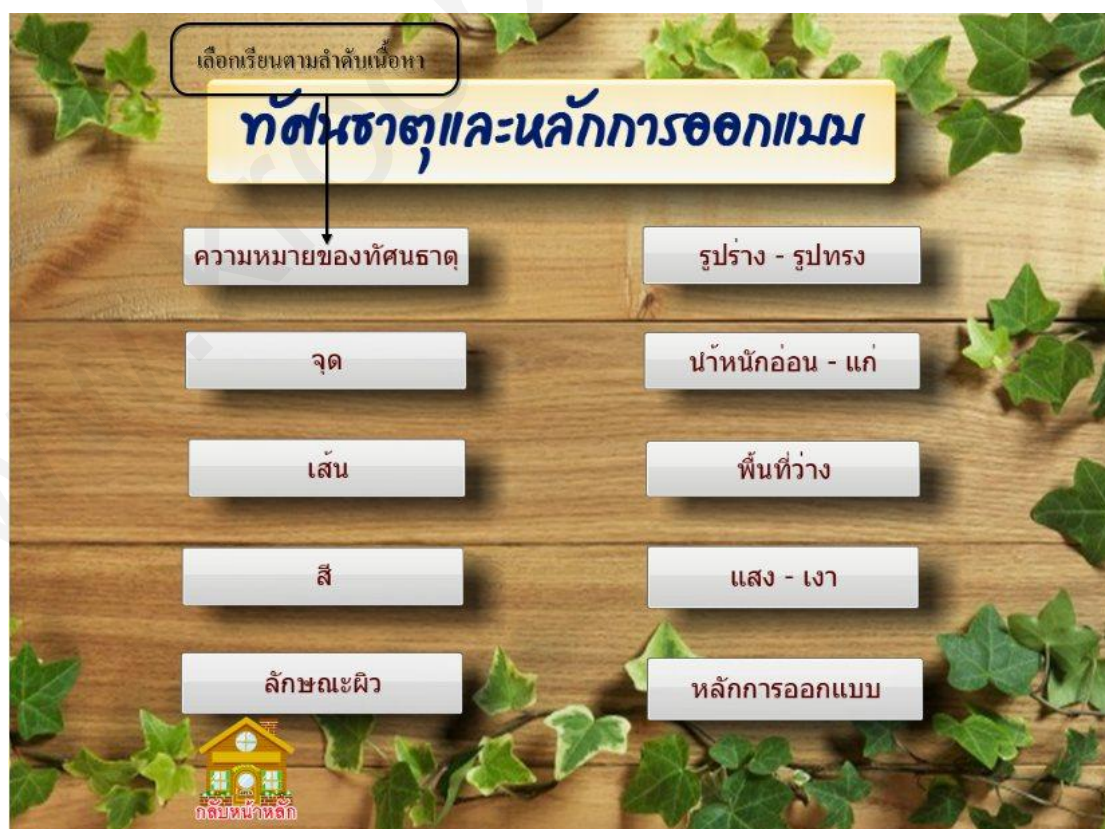 เลือกเรียนตามลำดับเนื้อหา
ทัศนธาตุและหลักการออกแบบ
ความหมายของทัศนธาตุ
จุด
เส้น
สี
ลักษณะผิว
รูปร่าง - รูปทรง
น้ำหนักอ่อน - แก่
พื้นที่ว่าง
แสง - เงา
หลักการออกแบบ
กลับหน้าหลัก